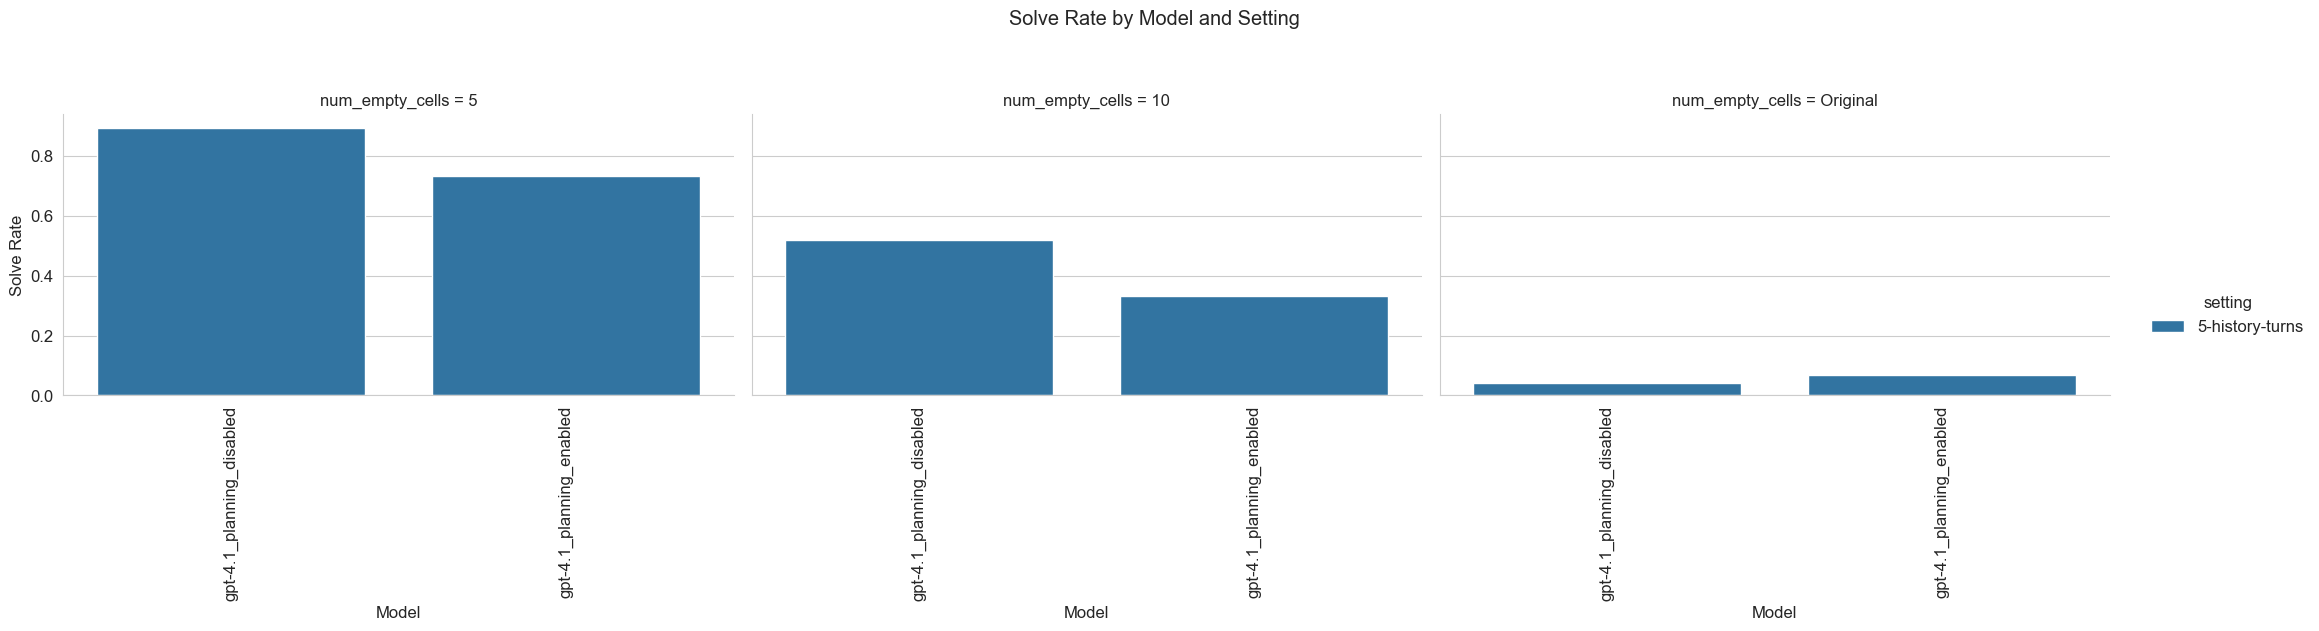 Solve Rate by Model and Setting
num_empty_cells = 5
num_empty_cells = 10
num_empty_cells = Original
Solve Rate
0.8
0.6
0.4
0.2
0.0
gpt-4.1_planning_disabled
gpt-4.1_planning_enabled
gpt-4.1_planning_disabled
gpt-4.1_planning_enabled
gpt-4.1_planning_disabled
gpt-4.1_planning_enabled
Model
Model
Model
setting
5-history-turns